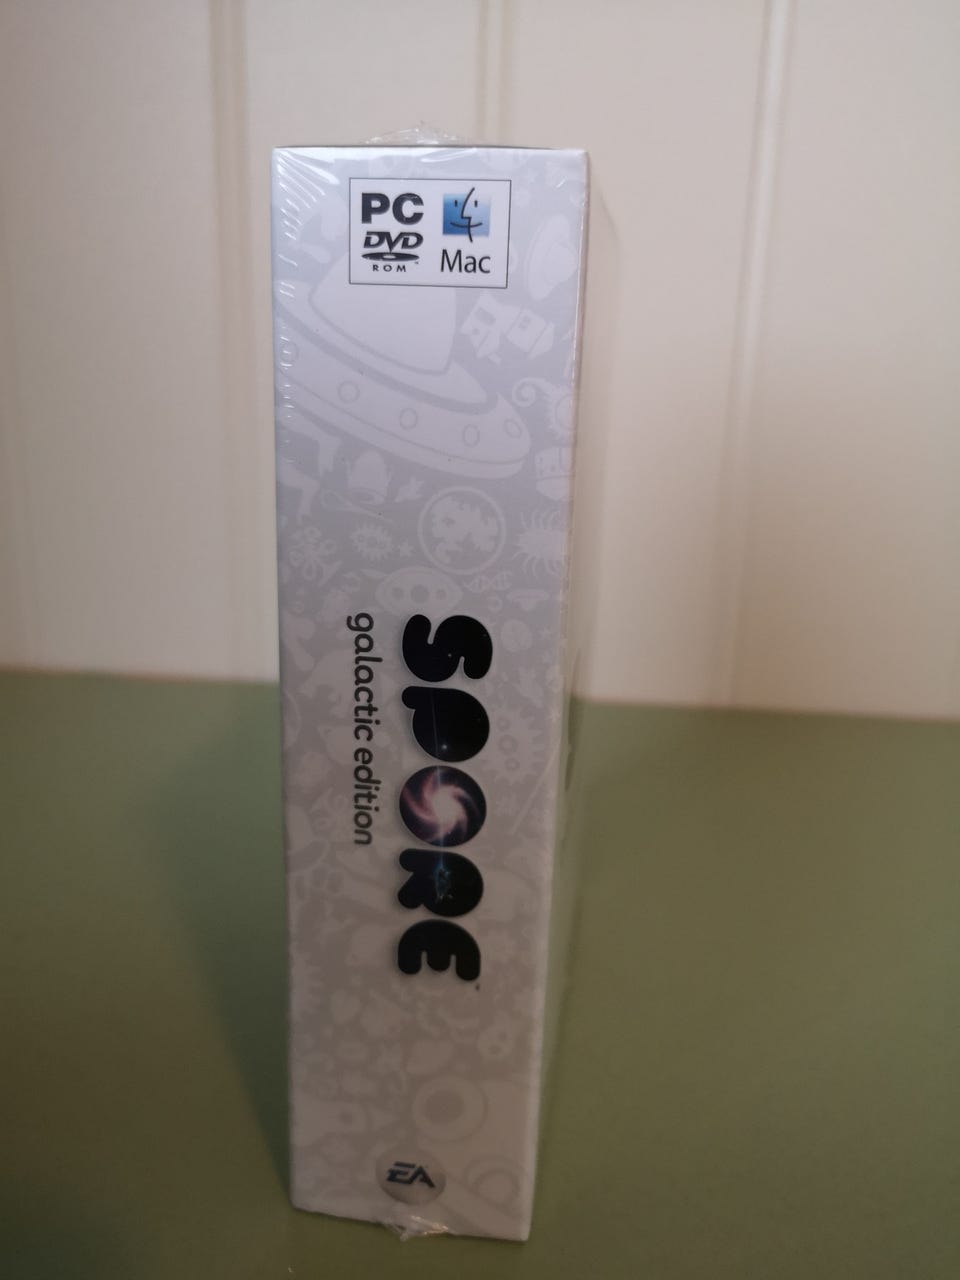 PC
DVD
ROM
Mac
SPORE
galactic edition
EA